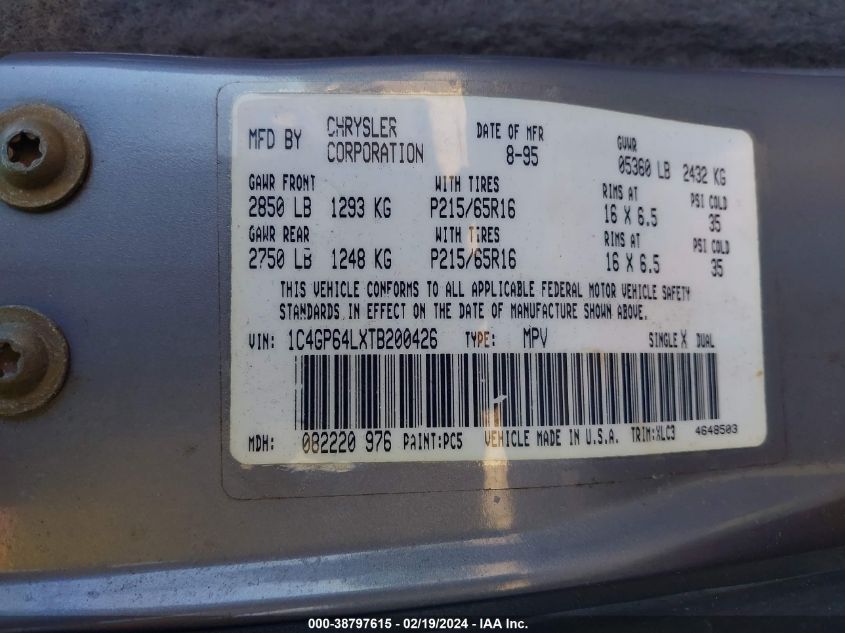 MFD BY CHRYSLER CORPORATION DATE OF MFR 8-95 GVWR 05360 LB 2432 KG
GAWR FRONT WITH TIRES RIMS AT PSI COLD
2850 LB 1293 KG P215/65R16 16 X 6.5 35
GAWR REAR WITH TIRES RIMS AT PSI COLD
2750 LB 1248 KG P215/65R16 16 X 6.5 35
THIS VEHICLE CONFORMS TO ALL APPLICABLE FEDERAL MOTOR VEHICLE SAFETY
STANDARDS IN EFFECT ON THE DATE OF MANUFACTURE SHOWN ABOVE.
VIN: 1C4GP64LXTB200426 TYPE: MPV SINGLE X DUAL
MDH: 082220 976 PAINT:PC5 VEHICLE MADE IN U.S.A. TRIM:XLC3 4648503
000-38797615 - 02/19/2024 - IAA Inc.